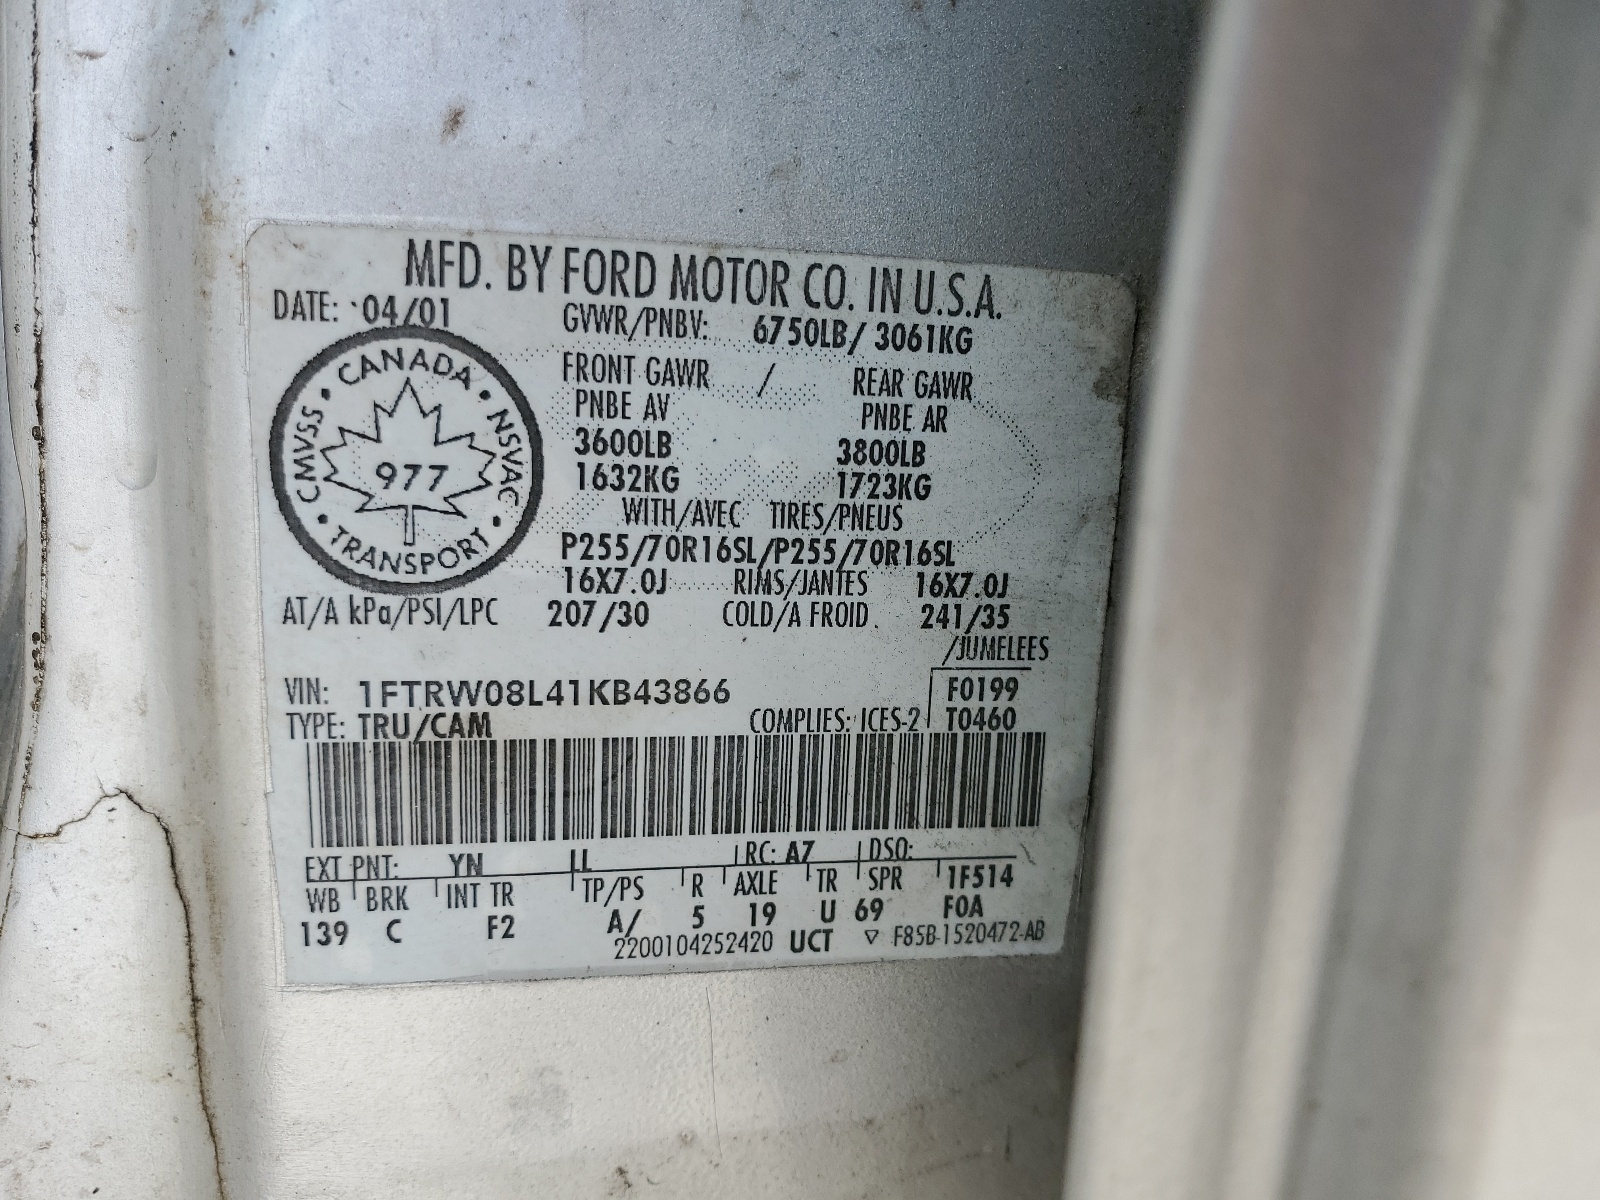 MFD. BY FORD MOTOR CO. IN U.S.A.
DATE: 04/01 GVWR/PNBV: 6750LB/ 3061KG
CANADA
CMVSS 977 NSVAC
TRANSPORT
FRONT GAWR / REAR GAWR
PNBE AV PNBE AR
3600LB 3800LB
1632KG 1723KG
WITH/AVEC TIRES/PNEUS
P255/70R16SL/P255/70R16SL
16X7.0J RIMS/JANTES 16X7.0J
AT/A kPa/PSI/LPC 207/30 COLD/A FROID 241/35
/JUMELEES
VIN: 1FTRW08L41KB43866 F0199
TYPE: TRU/CAM COMPLIES: ICES-2 T0460
EXT PNT: YN LL RC: A7 DSO:
WB BRK INT TR TP/PS R AXLE TR SPR 1F514
139 C F2 A/ 5 19 U 69 F0A
2200104252420 UCT ▽ F85B-1520472-AB